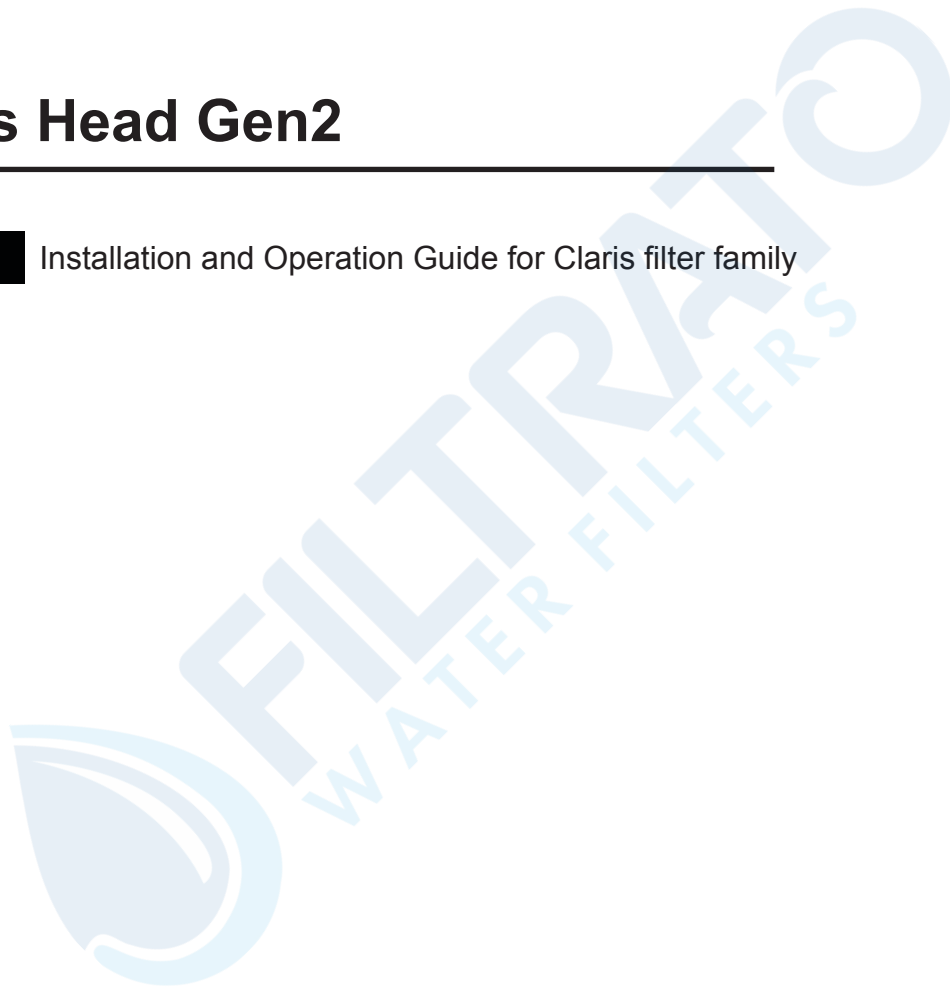 s Head Gen2
Installation and Operation Guide for Claris filter family
FILTRATO
WATER FILTERS